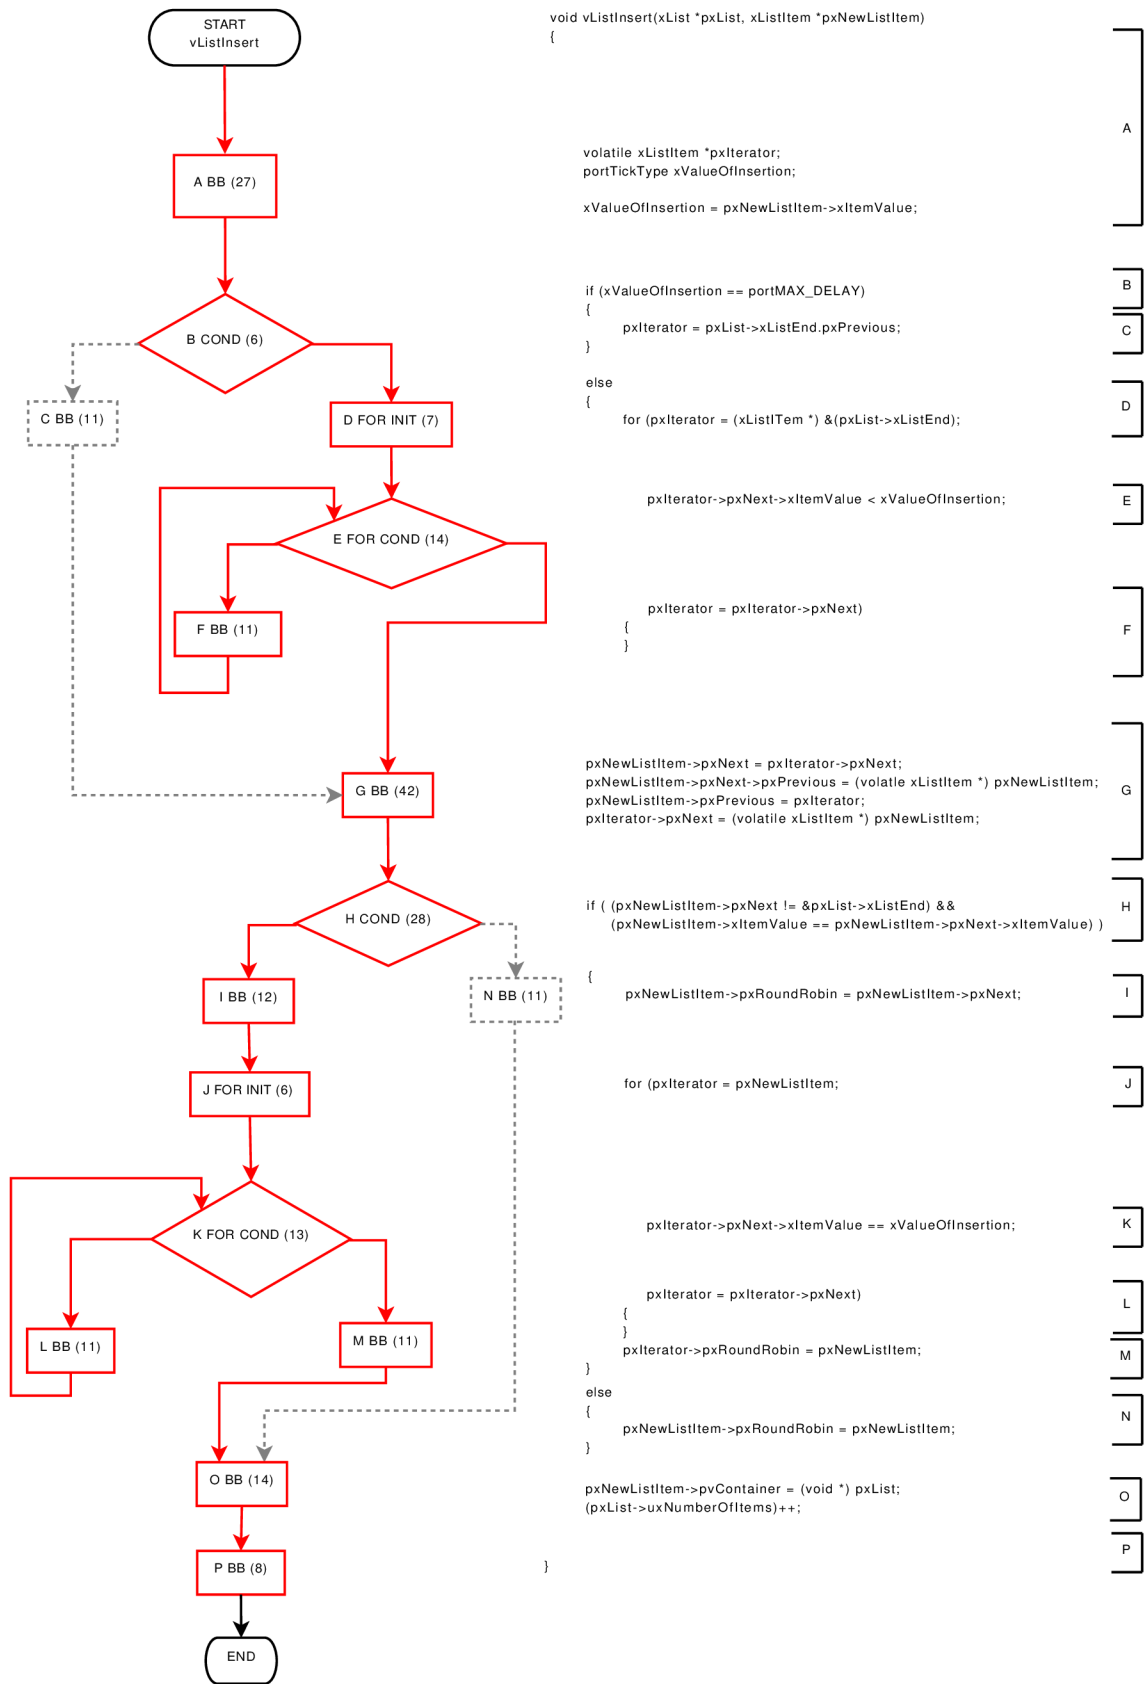 START
vListInsert
A BB (27)
B COND (6)
C BB (11)
D FOR INIT (7)
E FOR COND (14)
F BB (11)
G BB (42)
H COND (28)
I BB (12)
N BB (11)
J FOR INIT (6)
K FOR COND (13)
L BB (11)
M BB (11)
O BB (14)
P BB (8)
END
void vListInsert(xList *pxList, xListItem *pxNewListItem)
{
volatile xListItem *pxIterator;
portTickType xValueOfInsertion;
xValueOfInsertion = pxNewListItem->xItemValue;
if (xValueOfInsertion == portMAX_DELAY)
{
pxIterator = pxList->xListEnd.pxPrevious;
}
else
{
for (pxIterator = (xListITem *) &(pxList->xListEnd);
pxIterator->pxNext->xItemValue < xValueOfInsertion;
pxIterator = pxIterator->pxNext)
{
}
pxNewListItem->pxNext = pxIterator->pxNext;
pxNewListItem->pxNext->pxPrevious = (volatle xListItem *) pxNewListItem;
pxNewListItem->pxPrevious = pxIterator;
pxIterator->pxNext = (volatile xListItem *) pxNewListItem;
if ( (pxNewListItem->pxNext != &pxList->xListEnd) &&
(pxNewListItem->xItemValue == pxNewListItem->pxNext->xItemValue) )
{
pxNewListItem->pxRoundRobin = pxNewListItem->pxNext;
for (pxIterator = pxNewListItem;
pxIterator->pxNext->xItemValue == xValueOfInsertion;
pxIterator = pxIterator->pxNext)
{
}
pxIterator->pxRoundRobin = pxNewListItem;
}
else
{
pxNewListItem->pxRoundRobin = pxNewListItem;
}
pxNewListItem->pvContainer = (void *) pxList;
(pxList->uxNumberOfItems)++;
}
A
B
C
D
E
F
G
H
I
J
K
L
M
N
O
P